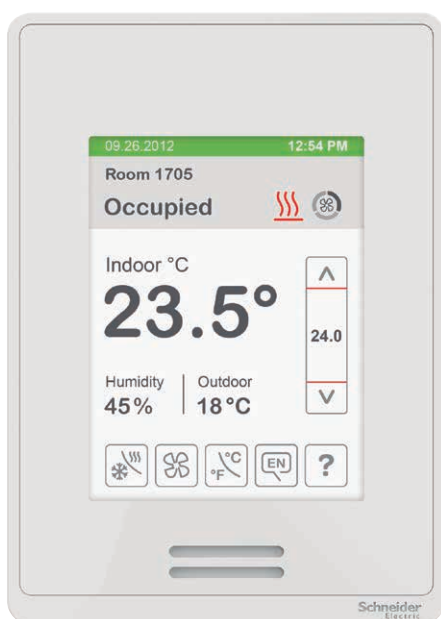 09.26.2012 12:54 PM
Room 1705
Occupied
Indoor °C
23.5°
24.0
Humidity Outdoor
45% 18°C
°F °C EN ?
Schneider
Electric